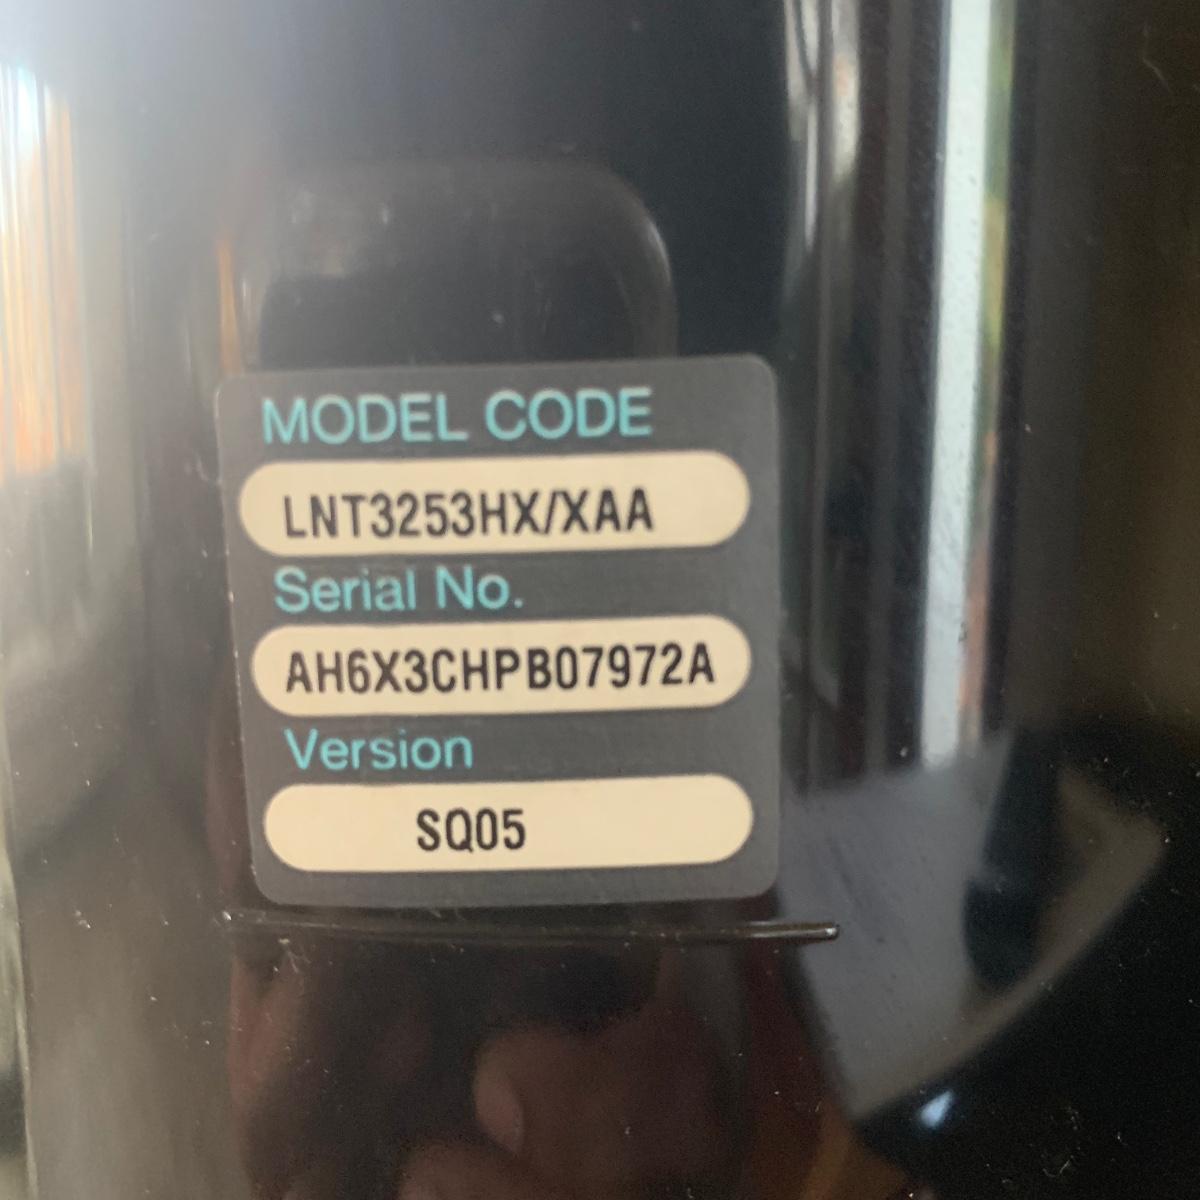 MODEL CODE
LNT3253HX/XAA
Serial No.
AH6X3CHPB07972A
Version
SQ05